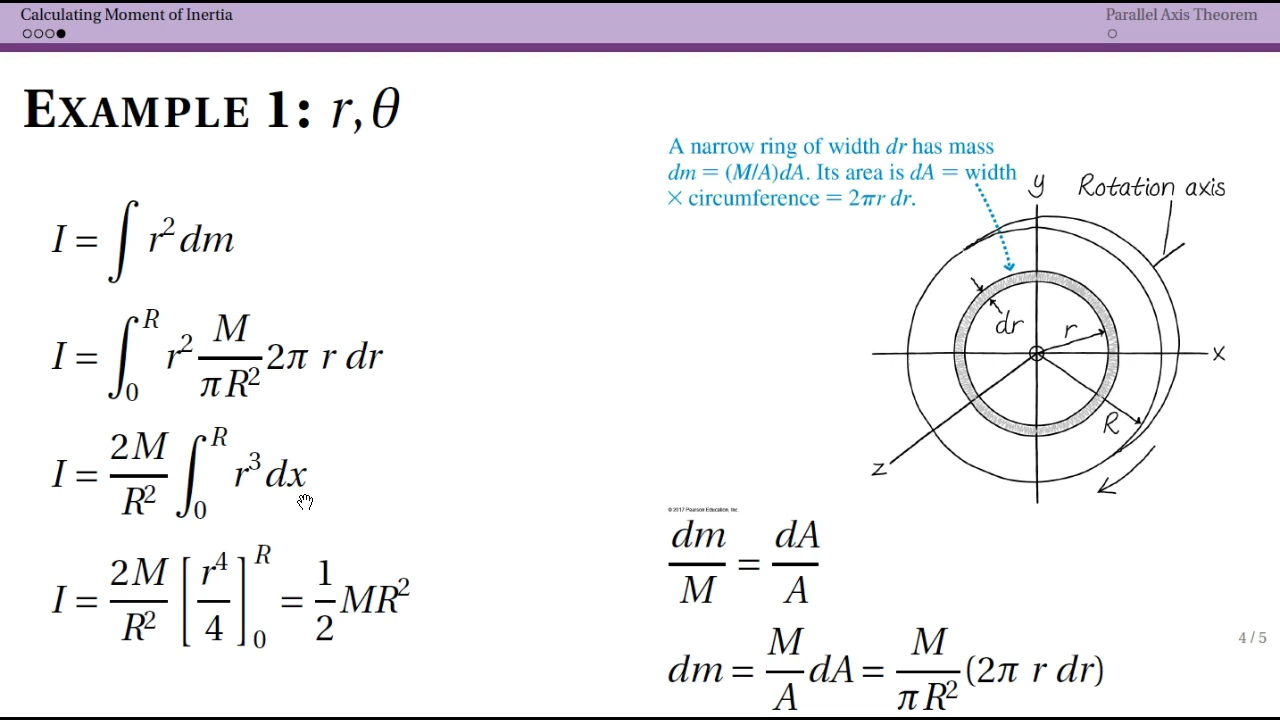 Calculating Moment of Inertia
Parallel Axis Theorem
EXAMPLE 1: r, θ
I = ∫ r² dm
I = ∫₀ᴿ r² M/(πR²) 2π r dr
I = 2M/R² ∫₀ᴿ r³ dx
I = 2M/R² [r⁴/4]₀ᴿ = 1/2 MR²
A narrow ring of width dr has mass
dm = (M/A)dA. Its area is dA = width
× circumference = 2πr dr.
y
Rotation axis
dr
r
x
R
z
© 2017 Pearson Education, Inc.
dm/M = dA/A
dm = M/A dA = M/(πR²) (2π r dr)
4 / 5